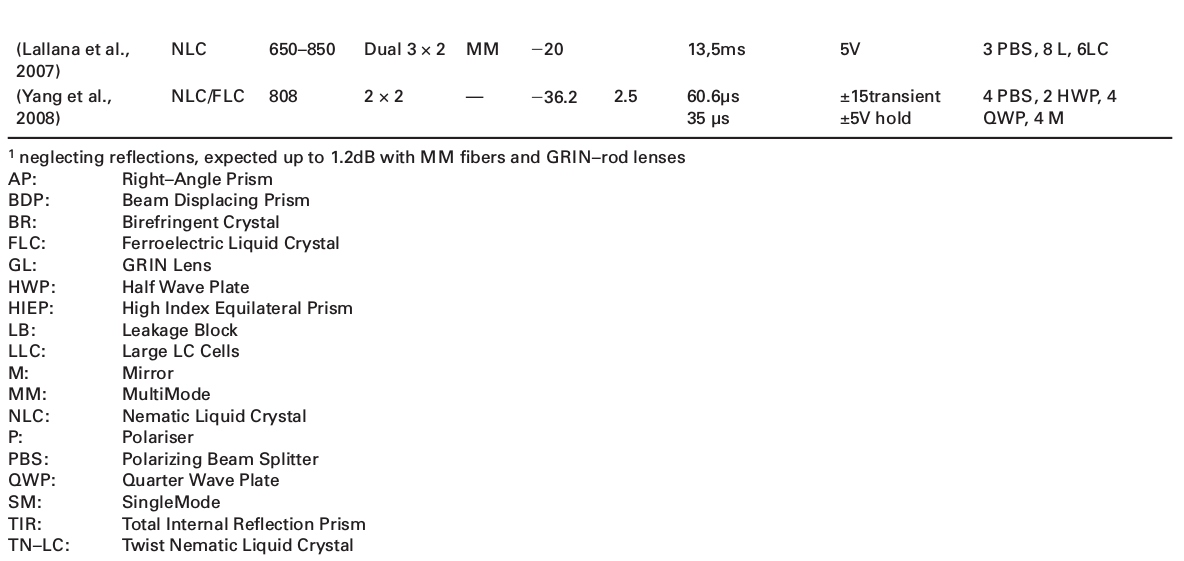 (Lallana et al., NLC 650–850 Dual 3 × 2 MM −20 13,5ms 5V 3 PBS, 8 L, 6LC
2007)
(Yang et al., NLC/FLC 808 2 × 2 — −36.2 2.5 60.6µs ±15transient 4 PBS, 2 HWP, 4
2008) 35 µs ±5V hold QWP, 4 M
1 neglecting reflections, expected up to 1.2dB with MM fibers and GRIN–rod lenses
AP: Right–Angle Prism
BDP: Beam Displacing Prism
BR: Birefringent Crystal
FLC: Ferroelectric Liquid Crystal
GL: GRIN Lens
HWP: Half Wave Plate
HIEP: High Index Equilateral Prism
LB: Leakage Block
LLC: Large LC Cells
M: Mirror
MM: MultiMode
NLC: Nematic Liquid Crystal
P: Polariser
PBS: Polarizing Beam Splitter
QWP: Quarter Wave Plate
SM: SingleMode
TIR: Total Internal Reflection Prism
TN–LC: Twist Nematic Liquid Crystal